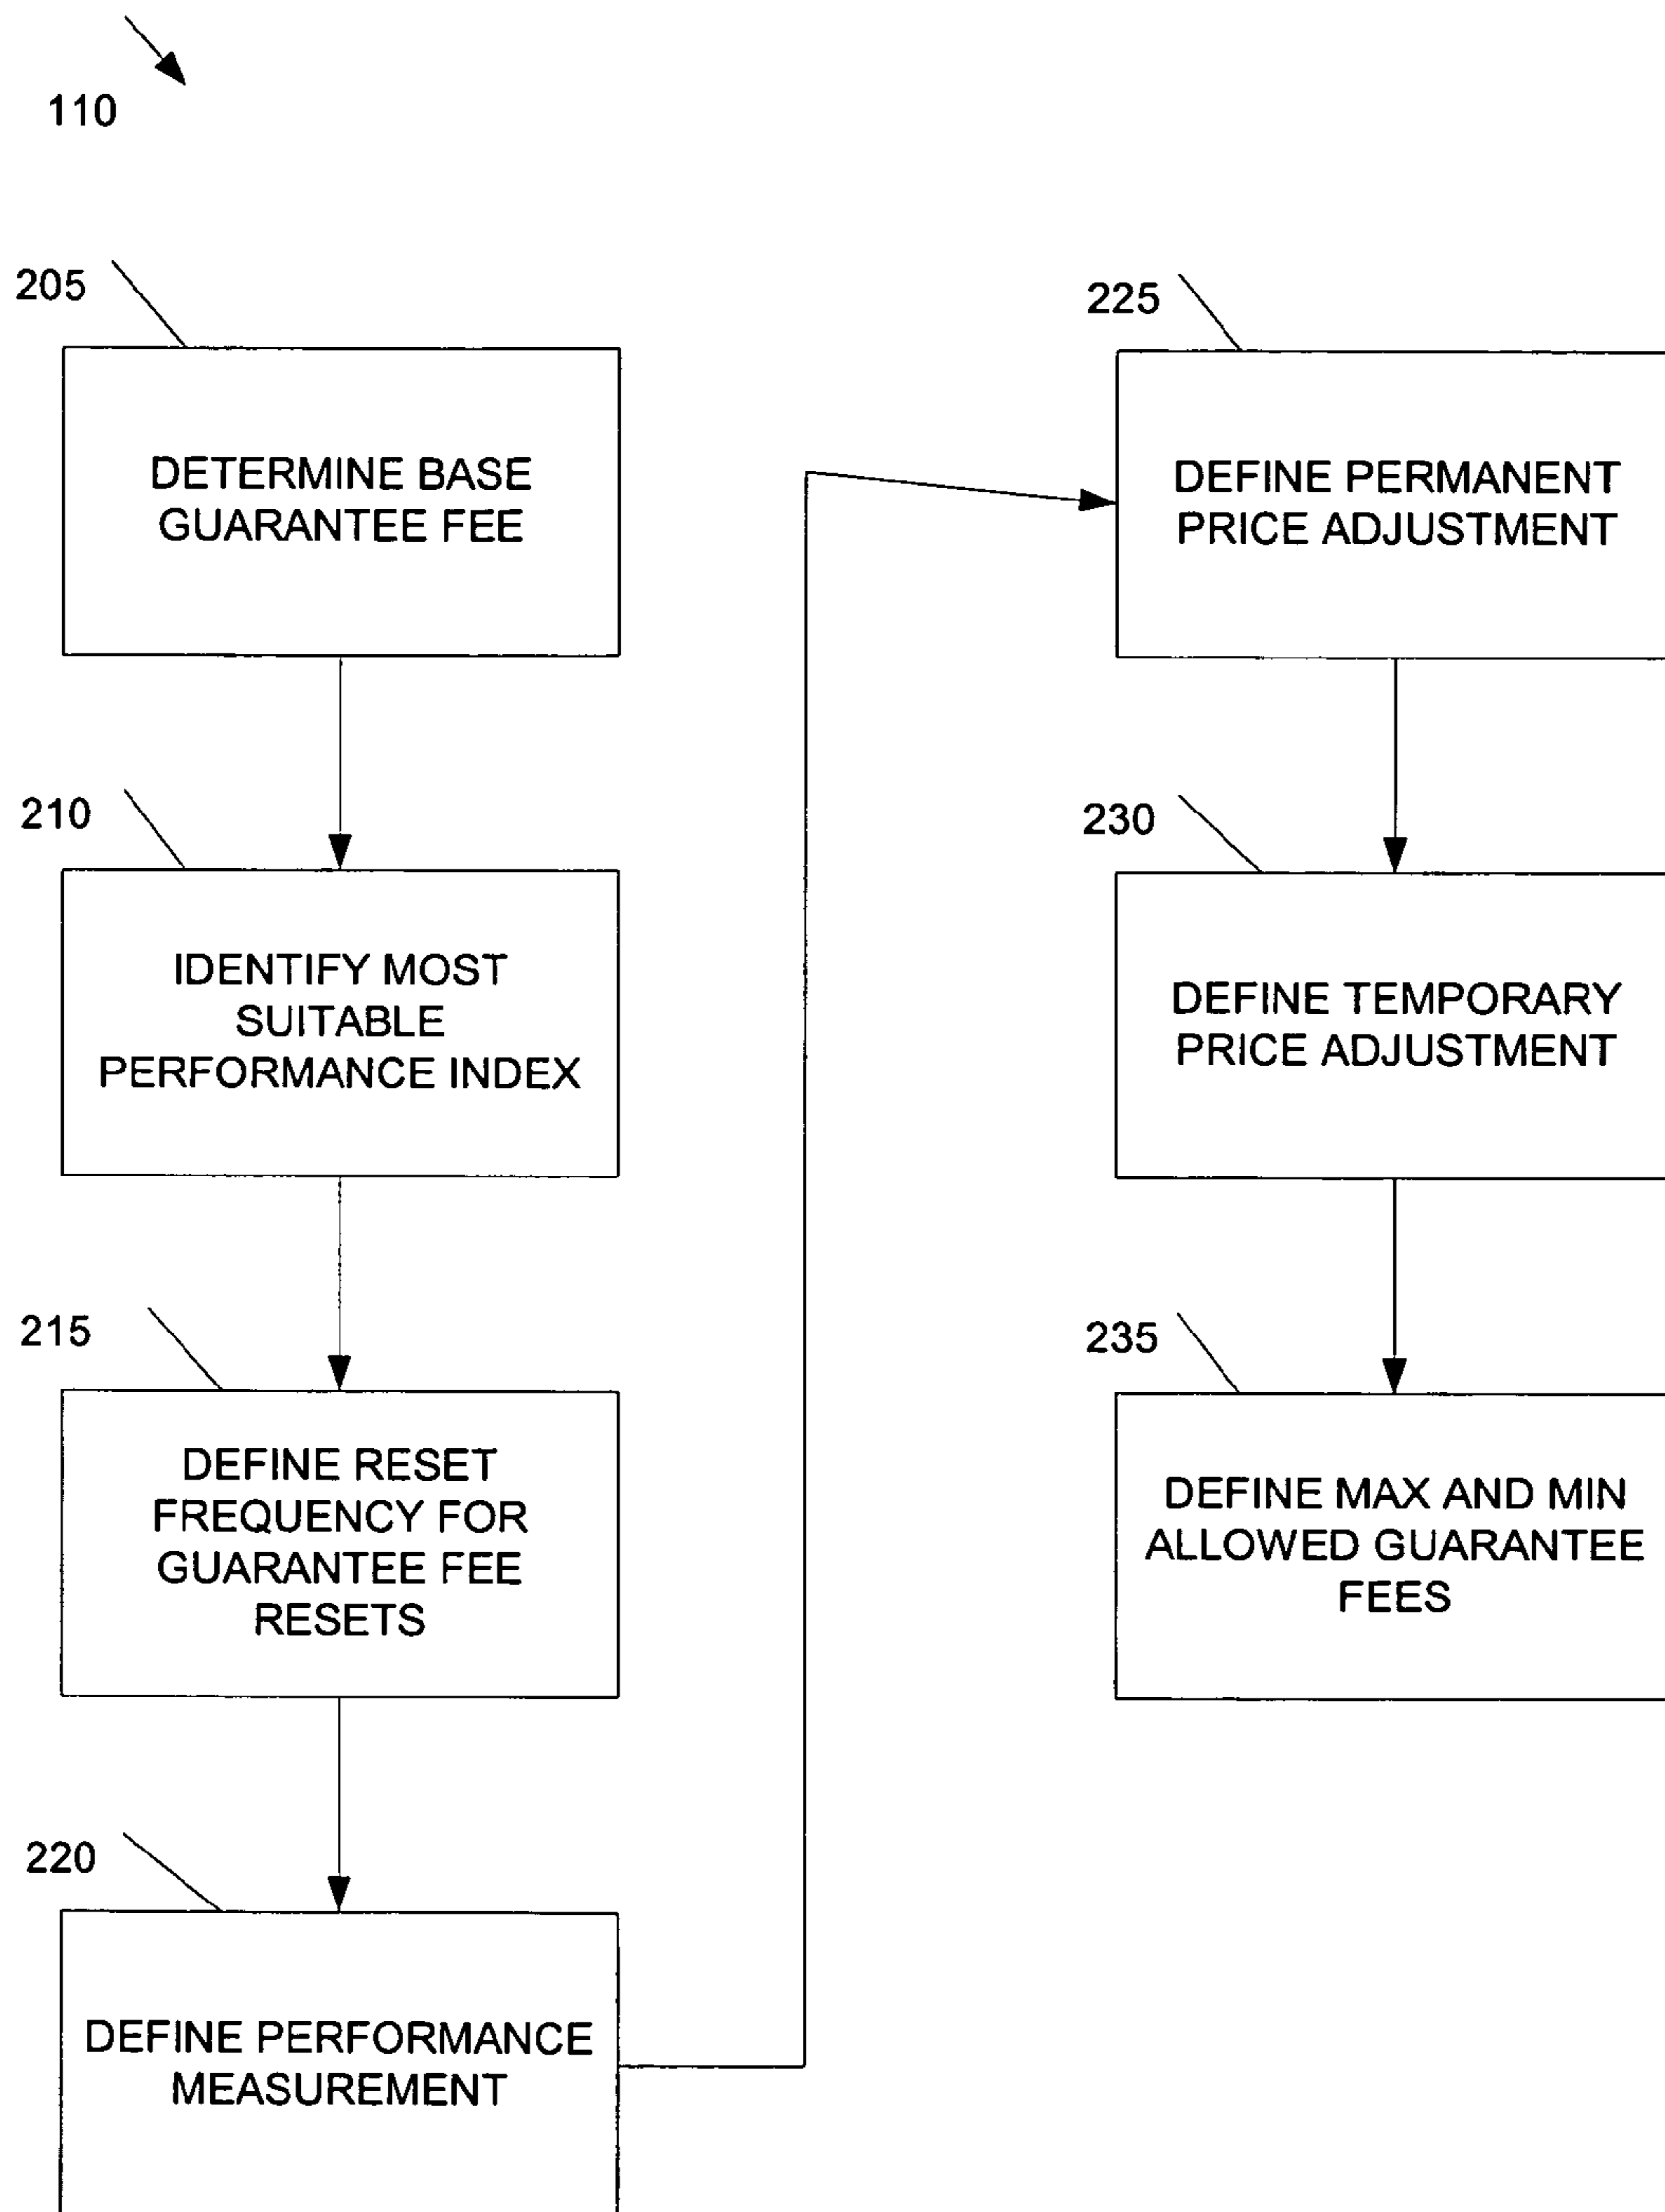 110
205
DETERMINE BASE
GUARANTEE FEE
210
IDENTIFY MOST
SUITABLE
PERFORMANCE INDEX
215
DEFINE RESET
FREQUENCY FOR
GUARANTEE FEE
RESETS
220
DEFINE PERFORMANCE
MEASUREMENT
225
DEFINE PERMANENT
PRICE ADJUSTMENT
230
DEFINE TEMPORARY
PRICE ADJUSTMENT
235
DEFINE MAX AND MIN
ALLOWED GUARANTEE
FEES